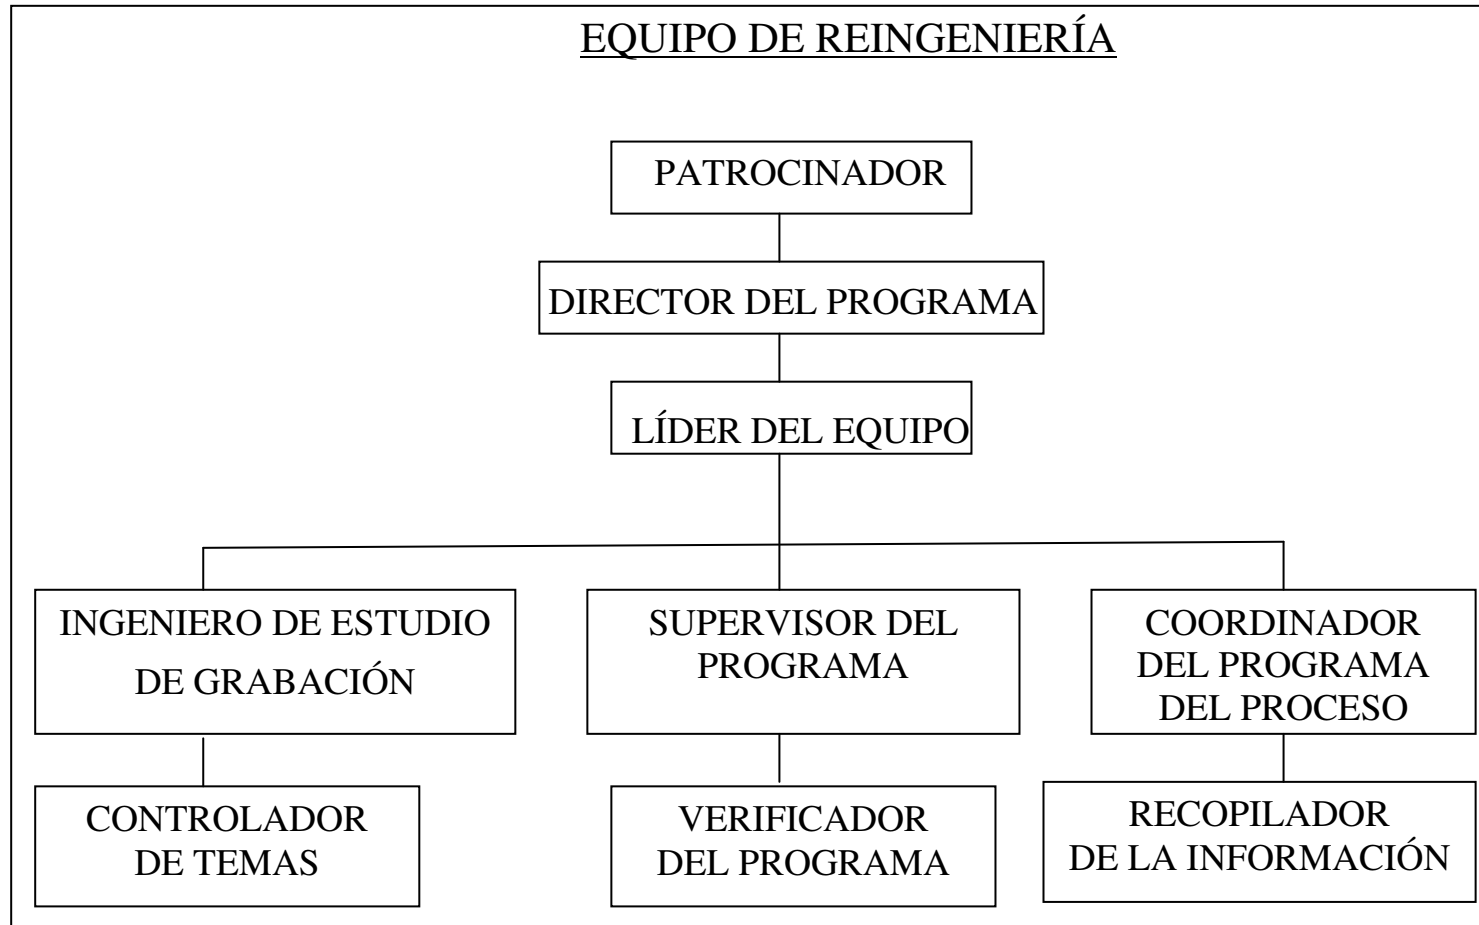 EQUIPO DE REINGENIERÍA
PATROCINADOR
DIRECTOR DEL PROGRAMA
LÍDER DEL EQUIPO
INGENIERO DE ESTUDIO
DE GRABACIÓN
SUPERVISOR DEL
PROGRAMA
COORDINADOR
DEL PROGRAMA
DEL PROCESO
CONTROLADOR
DE TEMAS
VERIFICADOR
DEL PROGRAMA
RECOPILADOR
DE LA INFORMACIÓN